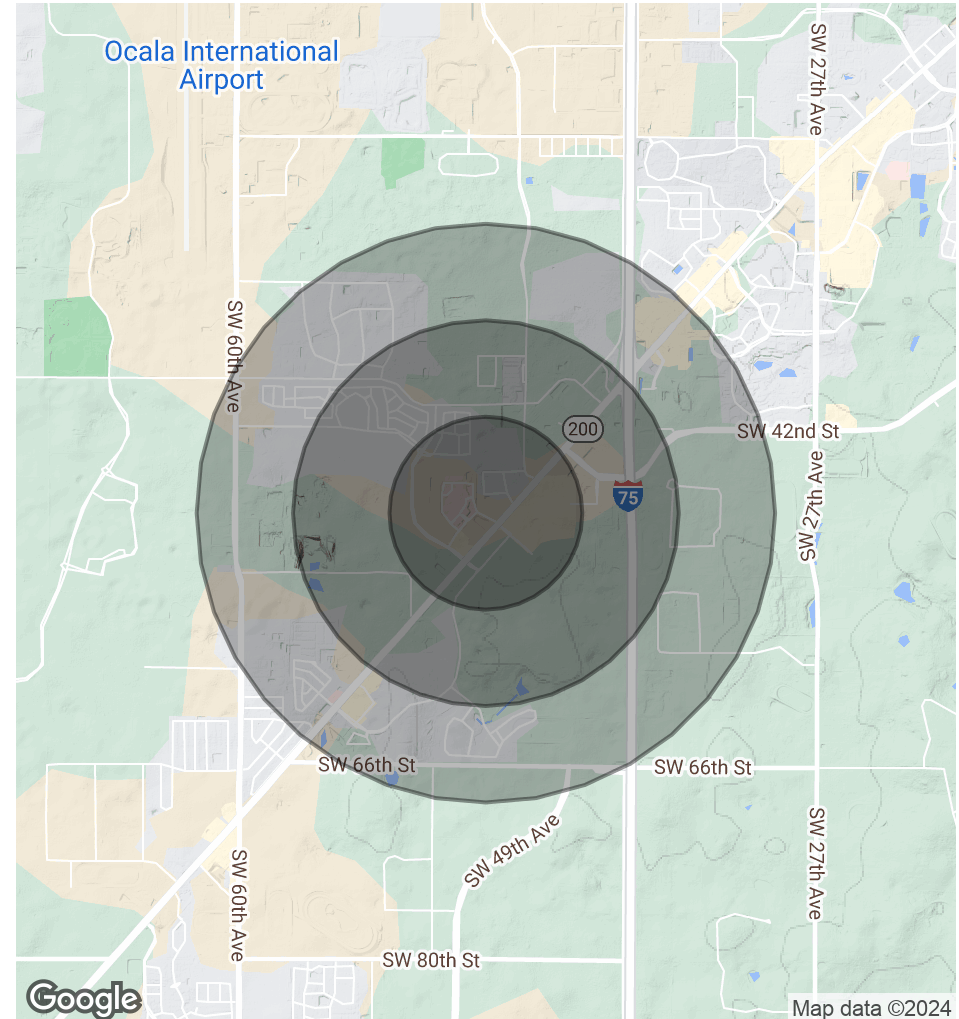 Ocala International
Airport
SW 27th Ave
SW 60th Ave
200
SW 42nd St
75
SW 27th Ave
SW 66th St
SW 66th St
SW 49th Ave
SW 27th Ave
SW 60th Ave
SW 80th St
Google
Map data ©2024